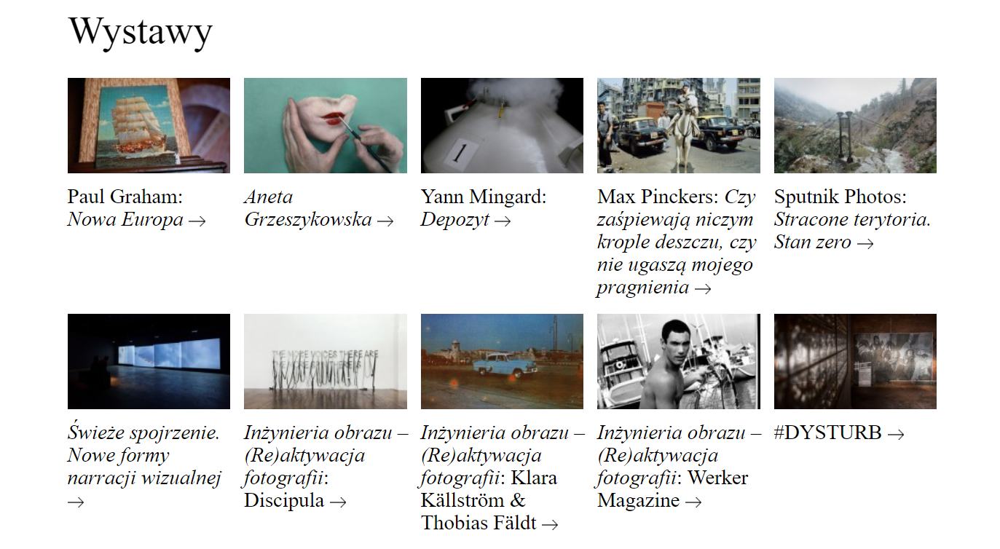 Wystawy
1
Paul Graham:
Nowa Europa →
Aneta
Grzeszykowska →
Yann Mingard:
Depozyt →
Max Pinckers: Czy
zaśpiewają niczym
krople deszczu, czy
nie ugaszą mojego
pragnienia →
Sputnik Photos:
Stracone terytoria.
Stan zero →
THE MORE VOICES THERE ARE
Świeże spojrzenie.
Nowe formy
narracji wizualnej
→
Inżynieria obrazu –
(Re)aktywacja
fotografii:
Discipula →
Inżynieria obrazu –
(Re)aktywacja
fotografii: Klara
Källström &
Thobias Fäldt →
Inżynieria obrazu –
(Re)aktywacja
fotografii: Werker
Magazine →
#DYSTURB →